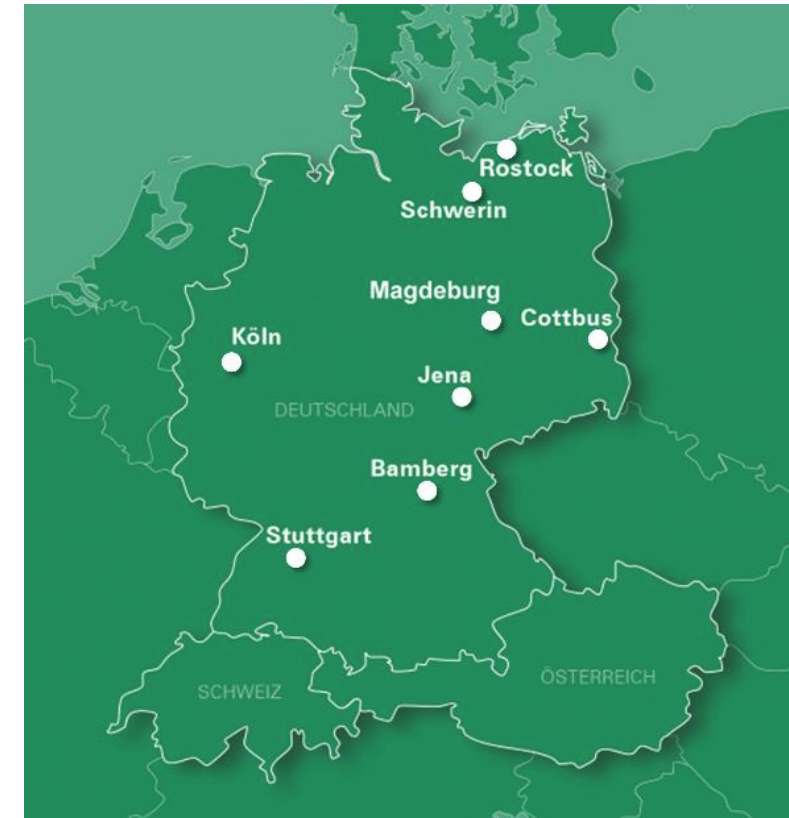 Rostock
Schwerin
Magdeburg
Cottbus
Köln
Jena
DEUTSCHLAND
Bamberg
Stuttgart
ÖSTERREICH
SCHWEIZ